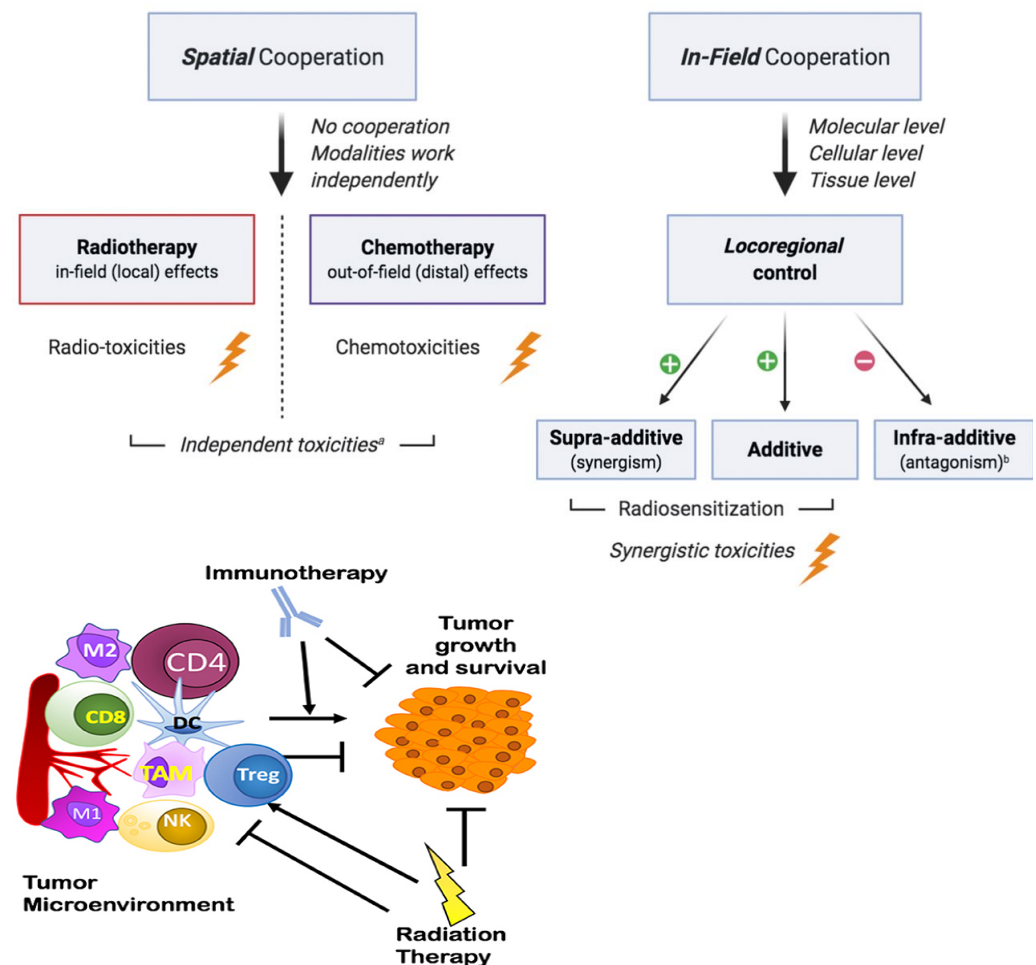 Spatial Cooperation
No cooperation
Modalities work
independently
Radiotherapy
in-field (local) effects
Chemotherapy
out-of-field (distal) effects
Radio-toxicities
Chemotoxicities
Independent toxicitiesᵃ
In-Field Cooperation
Molecular level
Cellular level
Tissue level
Locoregional
control
+
+
−
Supra-additive
(synergism)
Additive
Infra-additive
(antagonism)ᵇ
Radiosensitization
Synergistic toxicities
Immunotherapy
Tumor
growth
and survival
M2
CD4
CD8
DC
TAM
Treg
M1
NK
Tumor
Microenvironment
Radiation
Therapy